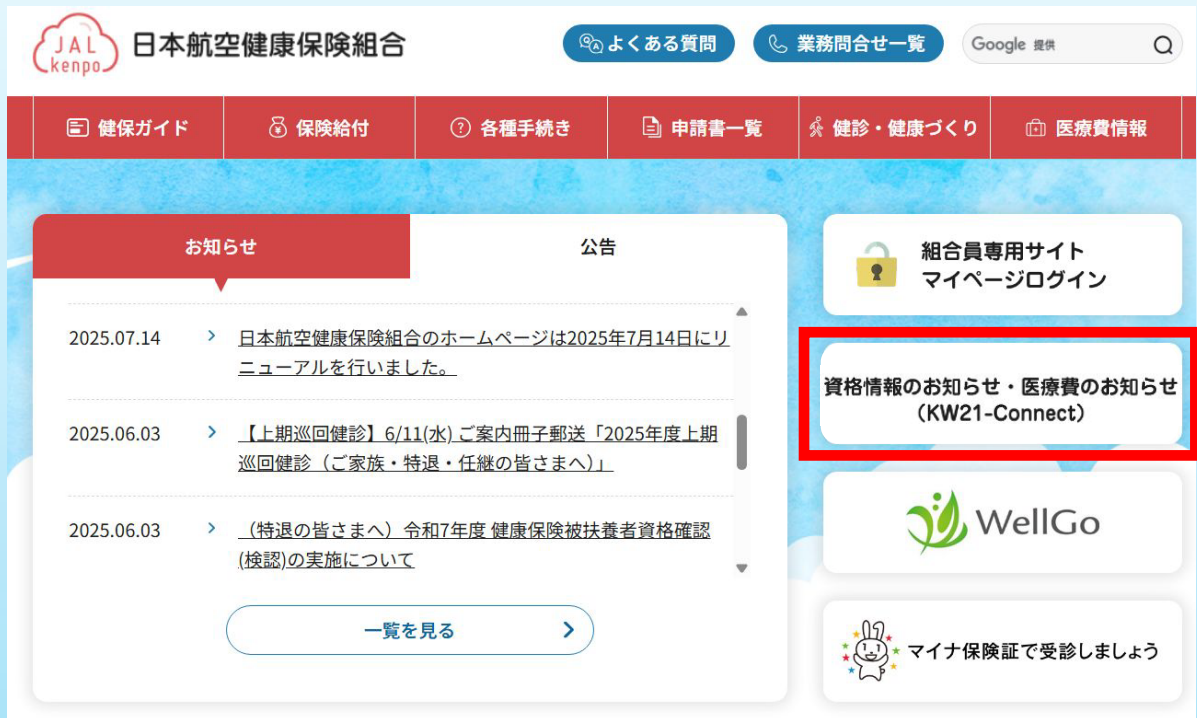 JAL
kenpo
日本航空健康保険組合
よくある質問
業務問合せ一覧
Google 提供
健保ガイド
保険給付
各種手続き
申請書一覧
健診・健康づくり
医療費情報
お知らせ
公告
2025.07.14
日本航空健康保険組合のホームページは2025年7月14日にリ
ニューアルを行いました。
2025.06.03
【上期巡回健診】6/11(水) ご案内冊子郵送「2025年度上期
巡回健診（ご家族・特退・任継の皆さまへ）」
2025.06.03
（特退の皆さまへ）令和7年度 健康保険被扶養者資格確認
(検認)の実施について
一覧を見る
組合員専用サイト
マイページログイン
資格情報のお知らせ・医療費のお知らせ
（KW21-Connect）
WellGo
マイナ保険証で受診しましょう